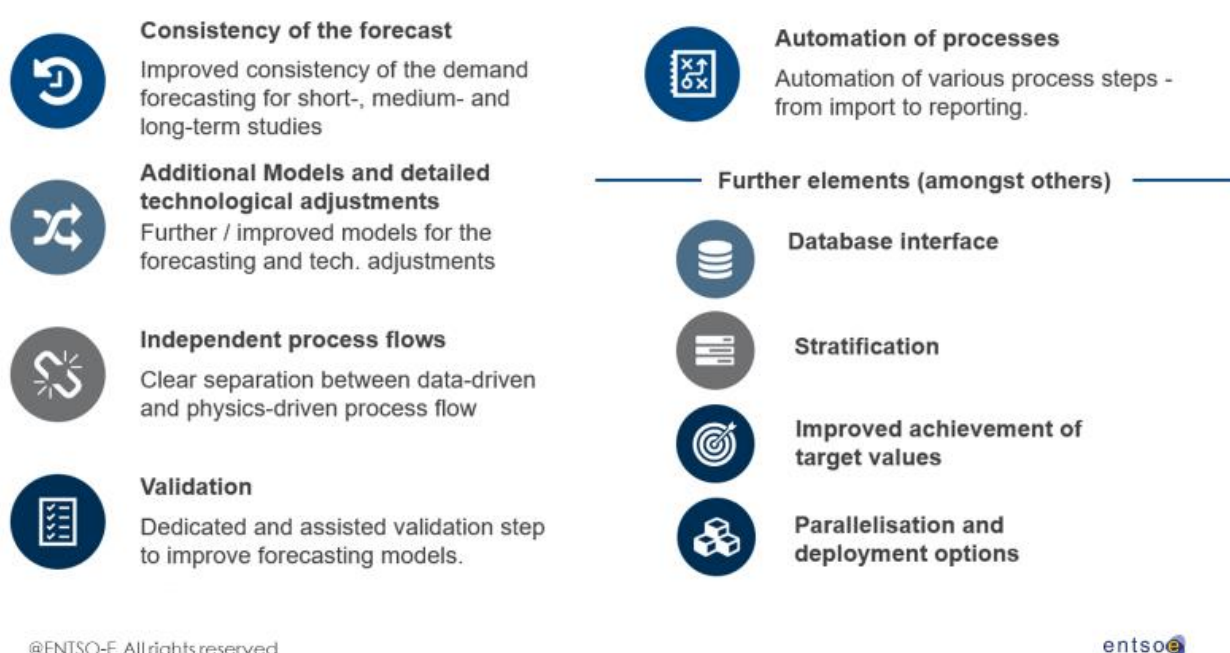 Consistency of the forecast
Improved consistency of the demand
forecasting for short-, medium- and
long-term studies
Additional Models and detailed
technological adjustments
Further / improved models for the
forecasting and tech. adjustments
Independent process flows
Clear separation between data-driven
and physics-driven process flow
Validation
Dedicated and assisted validation step
to improve forecasting models.
Automation of processes
Automation of various process steps -
from import to reporting.
Further elements (amongst others)
Database interface
Stratification
Improved achievement of
target values
Parallelisation and
deployment options
@ENTSO-E All rights reserved
entsoe